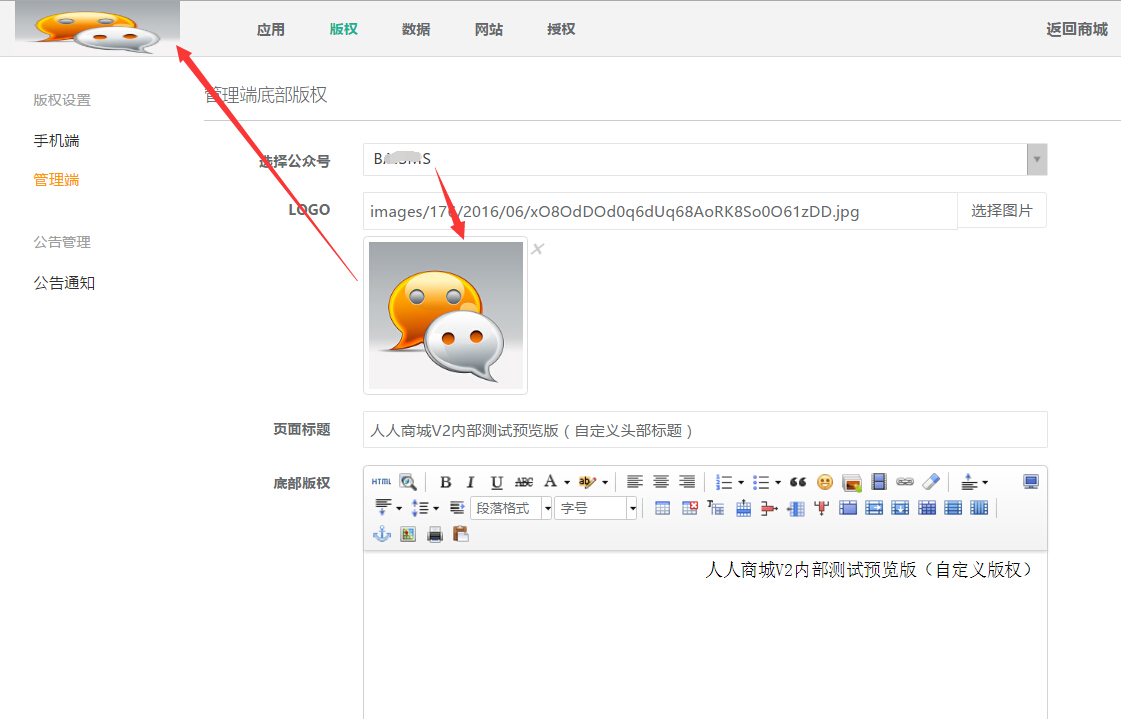 应用 版权 数据 网站 授权 返回商城
版权设置
手机端
管理端
公告管理
公告通知
管理端底部版权
选择公众号
LOGO images/176/2016/06/xO8OdDOd0q6dUq68AoRK8So0O61zDD.jpg 选择图片
页面标题 人人商城V2内部测试预览版（自定义头部标题）
底部版权
HTML B I U ABC A ab
段落格式 字号
人人商城V2内部测试预览版（自定义版权）